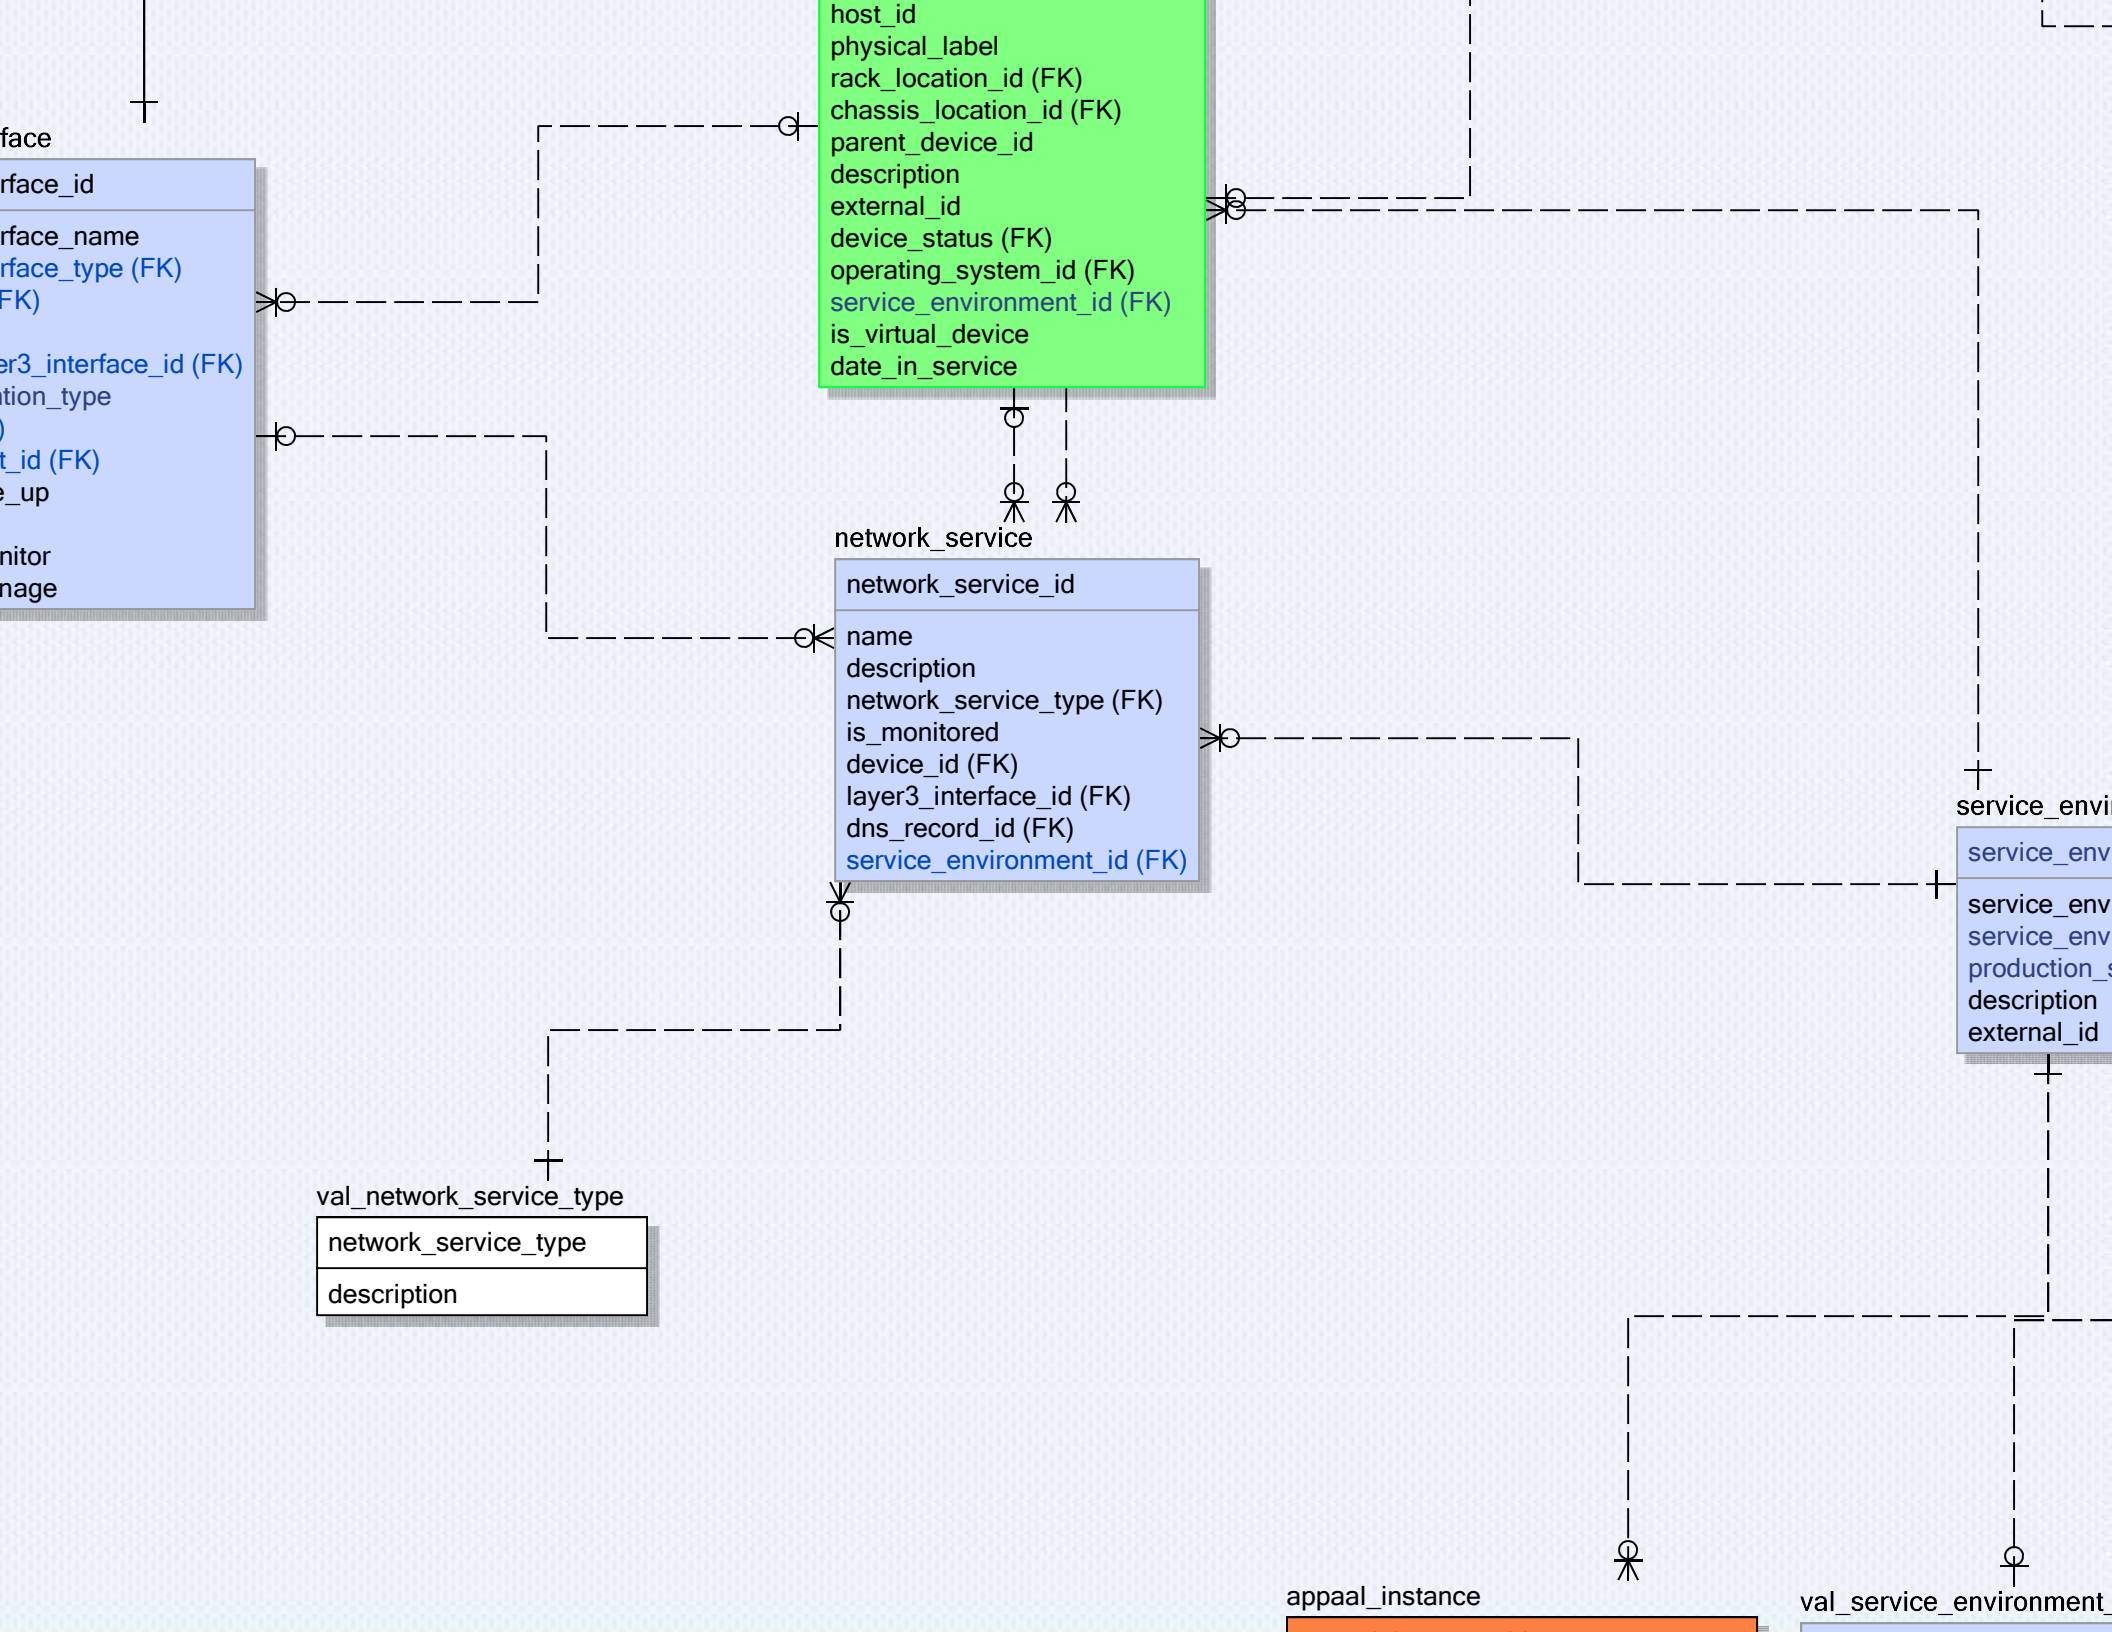 face
rface_id
rface_name
rface_type (FK)
FK)
er3_interface_id (FK)
ation_type
)
t_id (FK)
e_up
nitor
nage
host_id
physical_label
rack_location_id (FK)
chassis_location_id (FK)
parent_device_id
description
external_id
device_status (FK)
operating_system_id (FK)
service_environment_id (FK)
is_virtual_device
date_in_service
network_service
network_service_id
name
description
network_service_type (FK)
is_monitored
device_id (FK)
layer3_interface_id (FK)
dns_record_id (FK)
service_environment_id (FK)
service_envi
service_env
service_env
service_env
production_s
description
external_id
val_network_service_type
network_service_type
description
appaal_instance
val_service_environment_